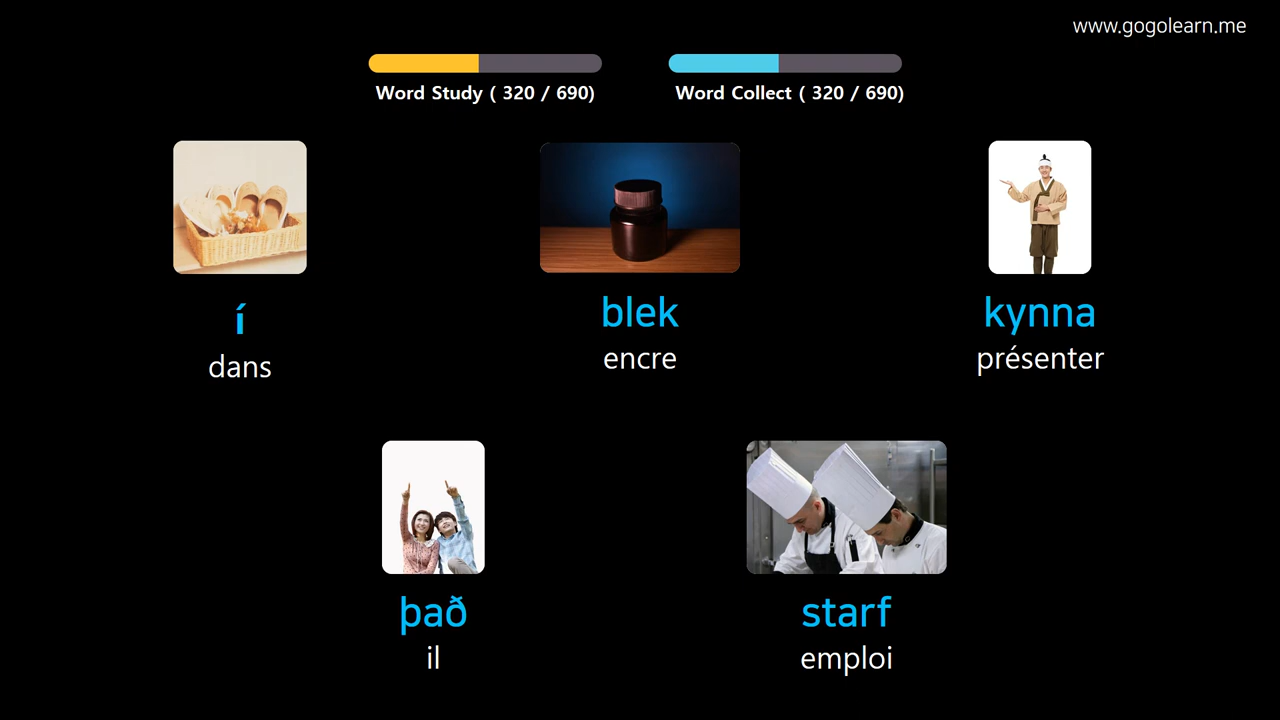 www.gogolearn.me
Word Study ( 320 / 690)
Word Collect ( 320 / 690)
í
dans
blek
encre
kynna
présenter
það
il
starf
emploi